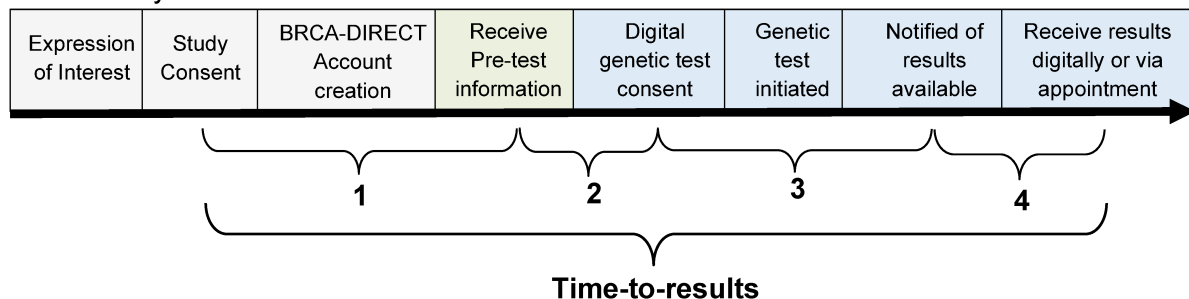 Expression
of Interest
Study
Consent
BRCA-DIRECT
Account
creation
Receive
Pre-test
information
Digital
genetic test
consent
Genetic
test
initiated
Notified of
results
available
Receive results
digitally or via
appointment
1
2
3
4
Time-to-results